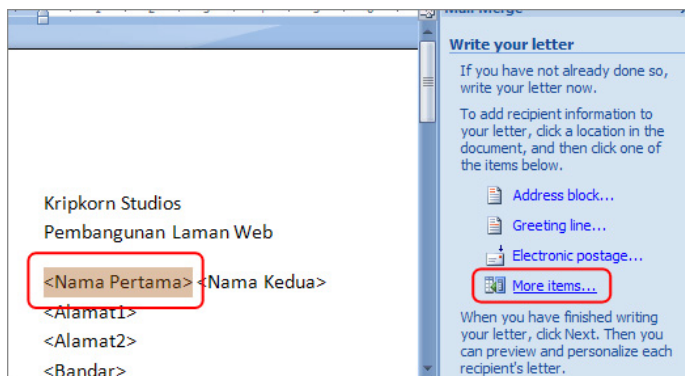 Mail Merge
Kripkorn Studios
Pembangunan Laman Web
<Nama Pertama> <Nama Kedua>
<Alamat1>
<Alamat2>
<Bandar>
Write your letter
If you have not already done so,
write your letter now.
To add recipient information to
your letter, click a location in the
document, and then click one of
the items below.
Address block...
Greeting line...
Electronic postage...
More items...
When you have finished writing
your letter, click Next. Then you
can preview and personalize each
recipient's letter.